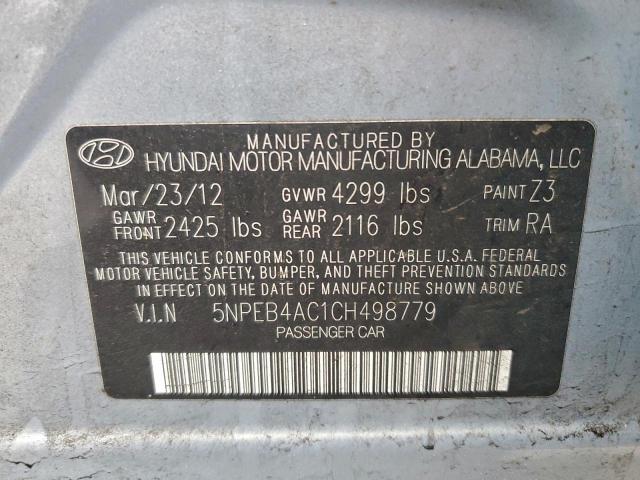 MANUFACTURED BY
HYUNDAI MOTOR MANUFACTURING ALABAMA, LLC
Mar/23/12 GVWR 4299 lbs PAINT Z3
GAWR FRONT 2425 lbs GAWR REAR 2116 lbs TRIM RA
THIS VEHICLE CONFORMS TO ALL APPLICABLE U.S.A. FEDERAL
MOTOR VEHICLE SAFETY, BUMPER, AND THEFT PREVENTION STANDARDS
IN EFFECT ON THE DATE OF MANUFACTURE SHOWN ABOVE
V.I.N 5NPEB4AC1CH498779
PASSENGER CAR